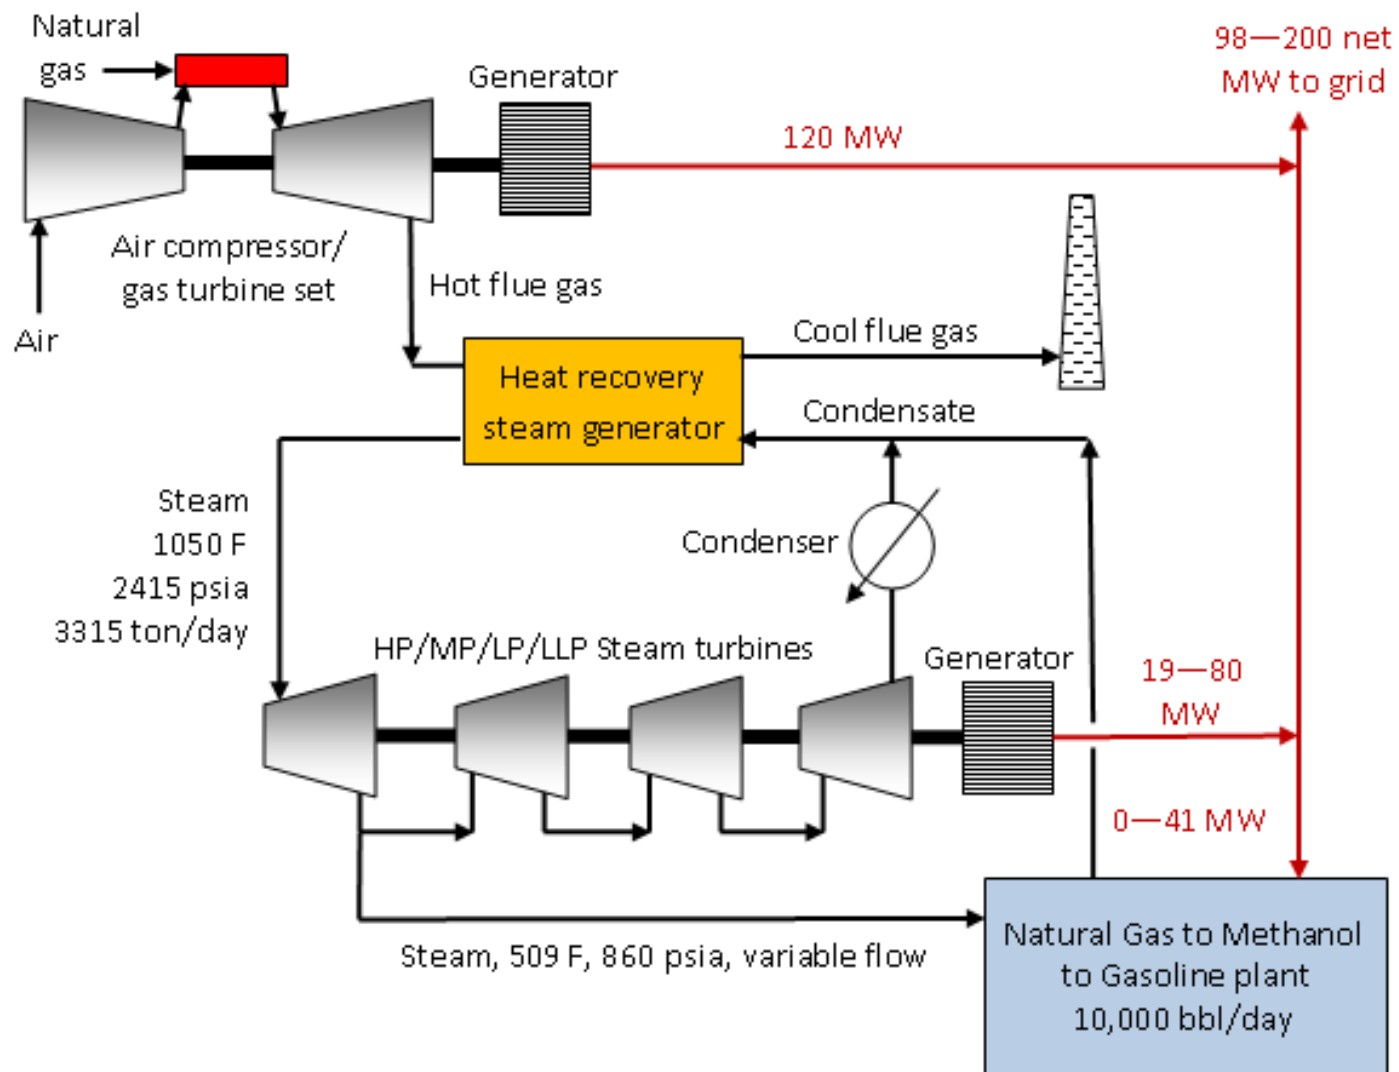 Natural
gas
Generator
98—200 net
MW to grid
120 MW
Air compressor/
gas turbine set
Hot flue gas
Air
Cool flue gas
Heat recovery
steam generator
Condensate
Steam
1050 F
2415 psia
3315 ton/day
Condenser
HP/MP/LP/LLP Steam turbines
Generator
19—80
MW
0—41 MW
Steam, 509 F, 860 psia, variable flow
Natural Gas to Methanol
to Gasoline plant
10,000 bbl/day